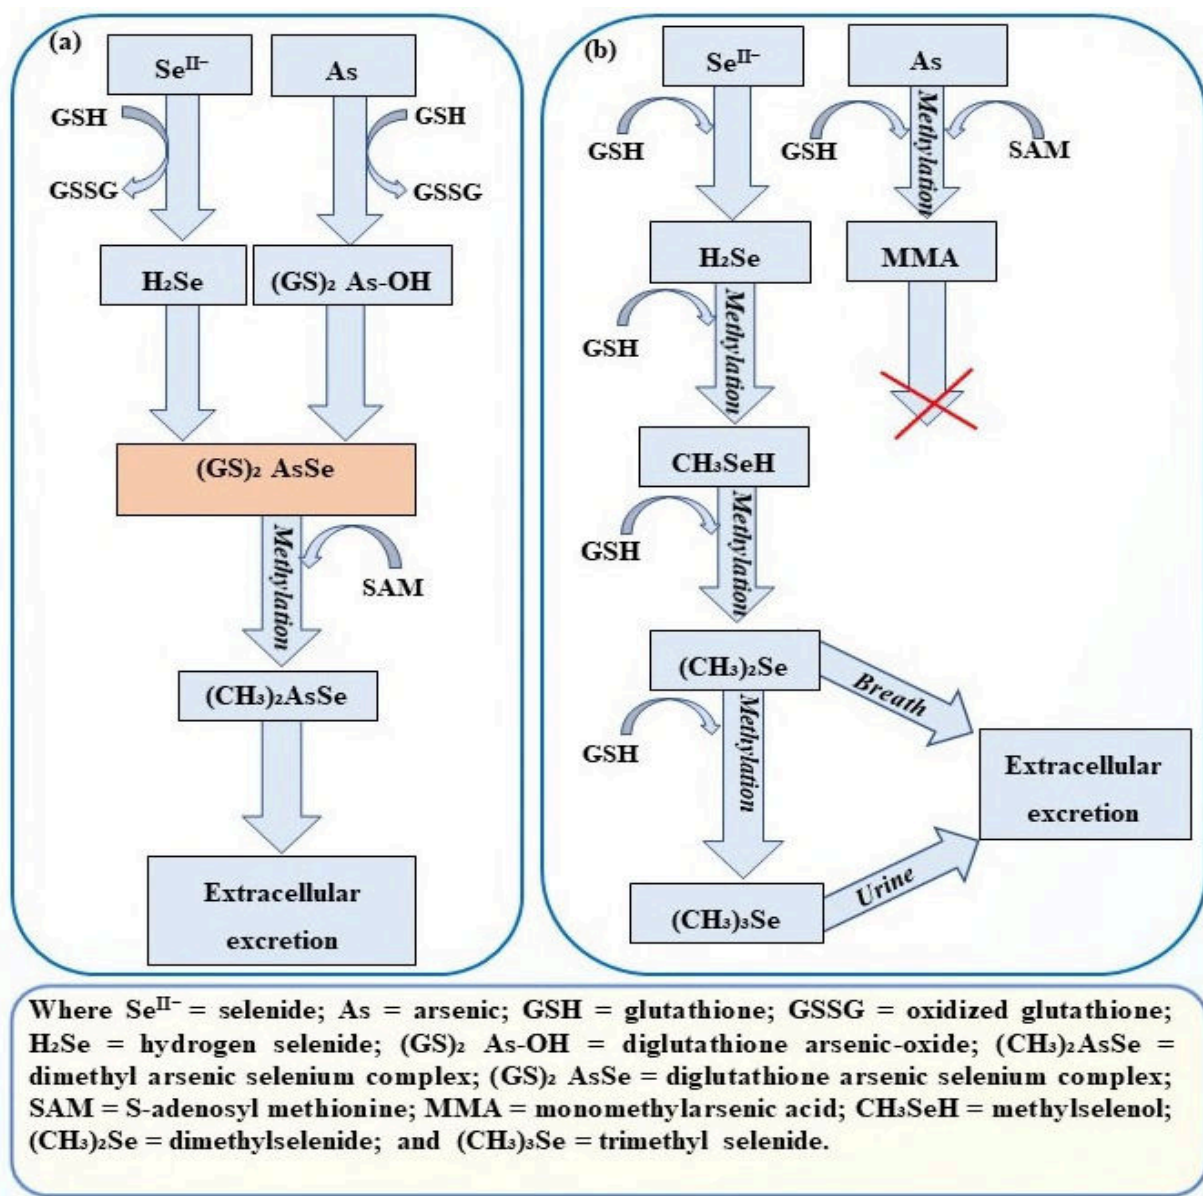 (a)
Se^II−
As
GSH
GSH
GSSG
GSSG
H₂Se
(GS)₂ As-OH
(GS)₂ AsSe
Methylation
SAM
(CH₃)₂AsSe
Extracellular
excretion
(b)
Se^II−
As
GSH
GSH
Methylation
SAM
H₂Se
MMA
GSH
Methylation
CH₃SeH
GSH
Methylation
(CH₃)₂Se
Breath
GSH
Methylation
Extracellular
excretion
Urine
(CH₃)₃Se
Where Se^II− = selenide; As = arsenic; GSH = glutathione; GSSG = oxidized glutathione;
H₂Se = hydrogen selenide; (GS)₂ As-OH = diglutathione arsenic-oxide; (CH₃)₂AsSe =
dimethyl arsenic selenium complex; (GS)₂ AsSe = diglutathione arsenic selenium complex;
SAM = S-adenosyl methionine; MMA = monomethylarsenic acid; CH₃SeH = methylselenol;
(CH₃)₂Se = dimethylselenide; and (CH₃)₃Se = trimethyl selenide.